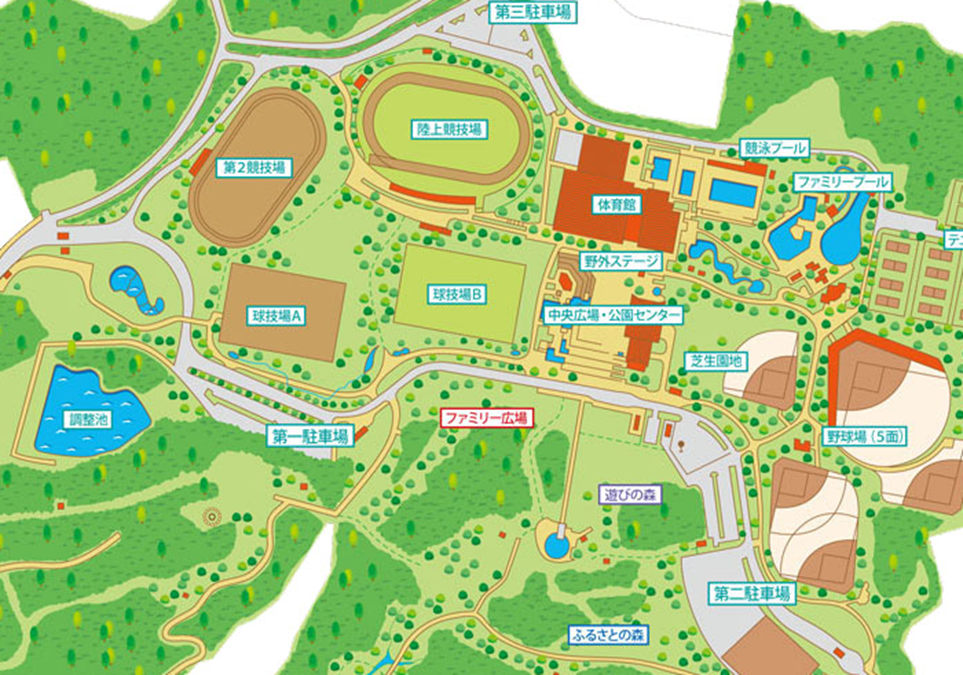 第三駐車場
陸上競技場
第2競技場
競泳プール
ファミリープール
体育館
テニ
野外ステージ
球技場B
球技場A
中央広場・公園センター
芝生園地
調整池
ファミリー広場
第一駐車場
野球場（5面）
遊びの森
第二駐車場
ふるさとの森